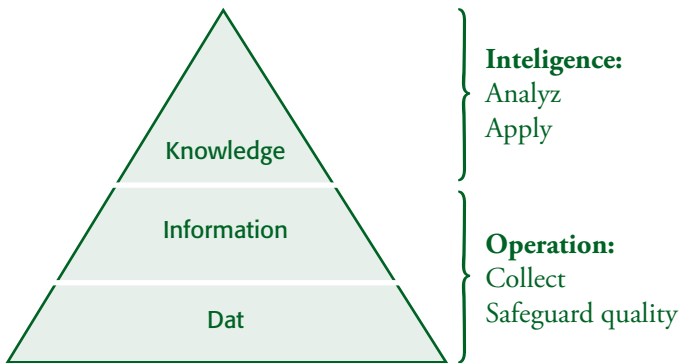 Knowledge
Information
Dat
Inteligence:
Analyz
Apply
Operation:
Collect
Safeguard quality